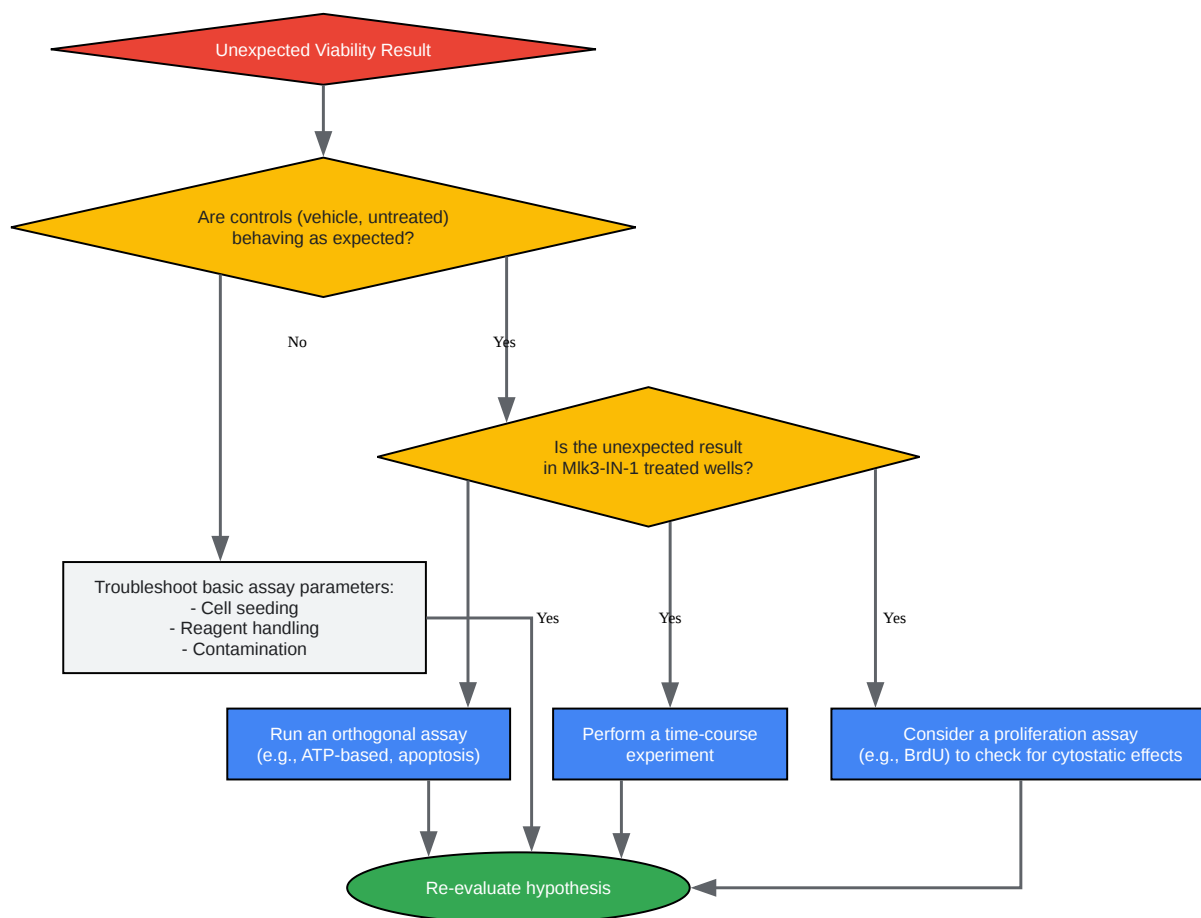 Unexpected Viability Result
Are controls (vehicle, untreated)
behaving as expected?
No
Yes
Is the unexpected result
in Mlk3-IN-1 treated wells?
Troubleshoot basic assay parameters:
- Cell seeding
- Reagent handling
- Contamination
Yes
Yes
Yes
Run an orthogonal assay
(e.g., ATP-based, apoptosis)
Perform a time-course
experiment
Consider a proliferation assay
(e.g., BrdU) to check for cytostatic effects
Re-evaluate hypothesis